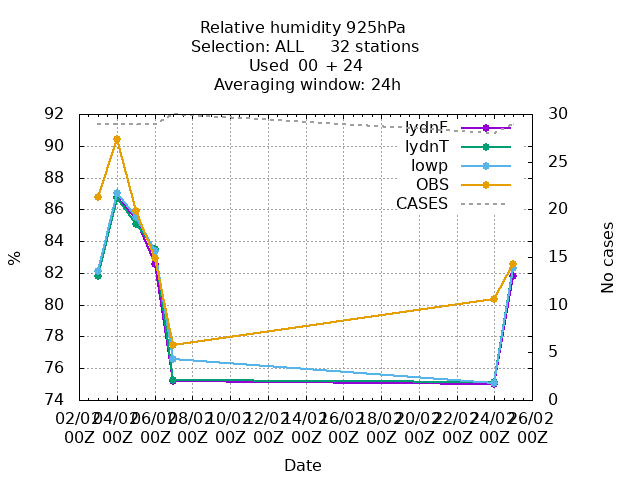 Relative humidity 925hPa
Selection: ALL 32 stations
Used 00 + 24
Averaging window: 24h
92
90
88
86
84
82
80
78
76
74
%
30
25
20
15
10
5
0
No cases
lydnF
lydnT
lowp
OBS
CASES
02/02 04/02 06/02 08/02 10/02 12/02 14/02 16/02 18/02 20/02 22/02 24/02 26/02
00Z 00Z 00Z 00Z 00Z 00Z 00Z 00Z 00Z 00Z 00Z 00Z 00Z
Date